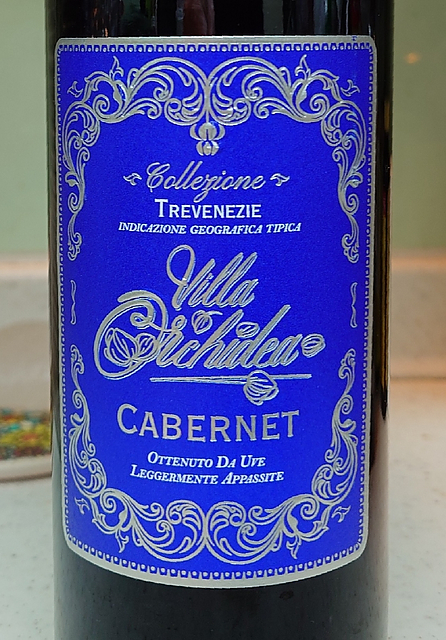 Collezione
TREVENEZIE
INDICAZIONE GEOGRAFICA TIPICA
Villa
Orchidea
CABERNET
OTTENUTO DA UVE
LEGGERMENTE APPASSITE